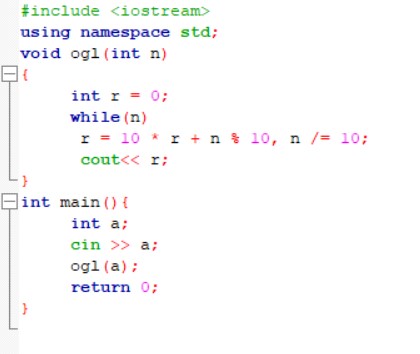 #include <iostream>
using namespace std;
void ogl(int n)
{
int r = 0;
while(n)
r = 10 * r + n % 10, n /= 10;
cout<< r;
}
int main(){
int a;
cin >> a;
ogl(a);
return 0;
}